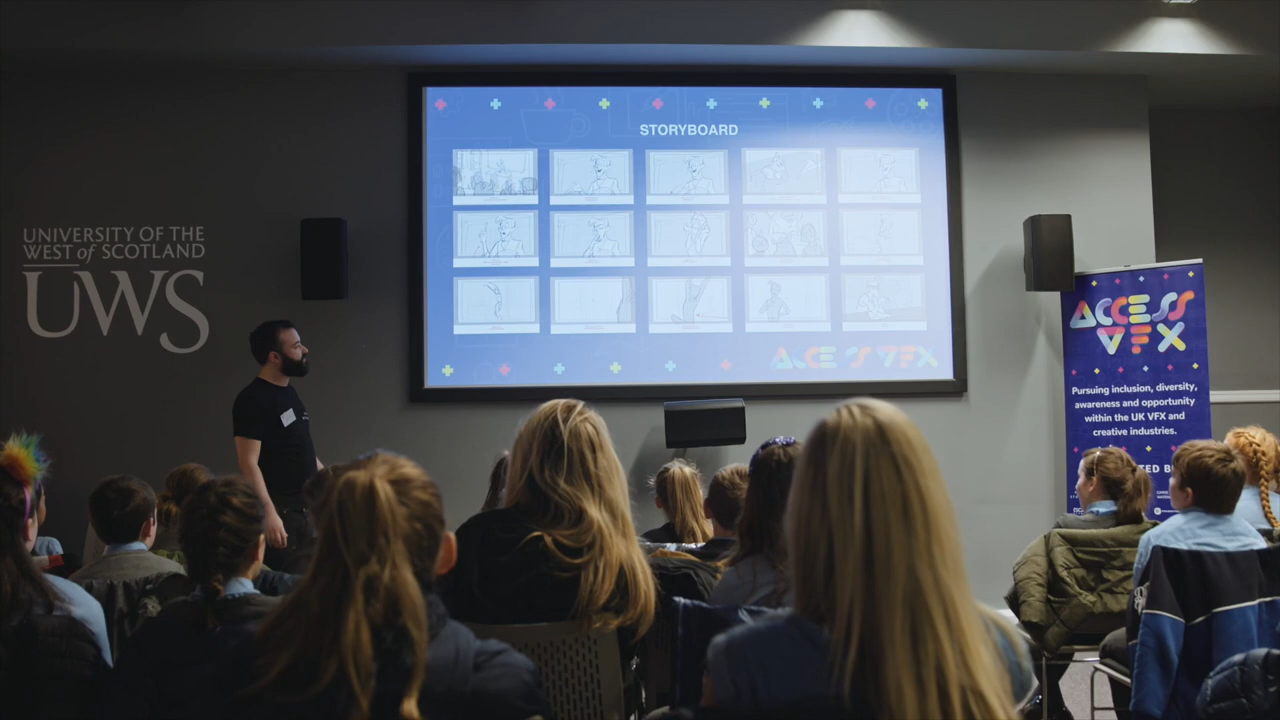 STORYBOARD
UNIVERSITY OF THE
WEST of SCOTLAND
UWS
ACCESS VFX
ACCESS
VFX
Pursuing inclusion, diversity,
awareness and opportunity
within the UK VFX and
creative industries.